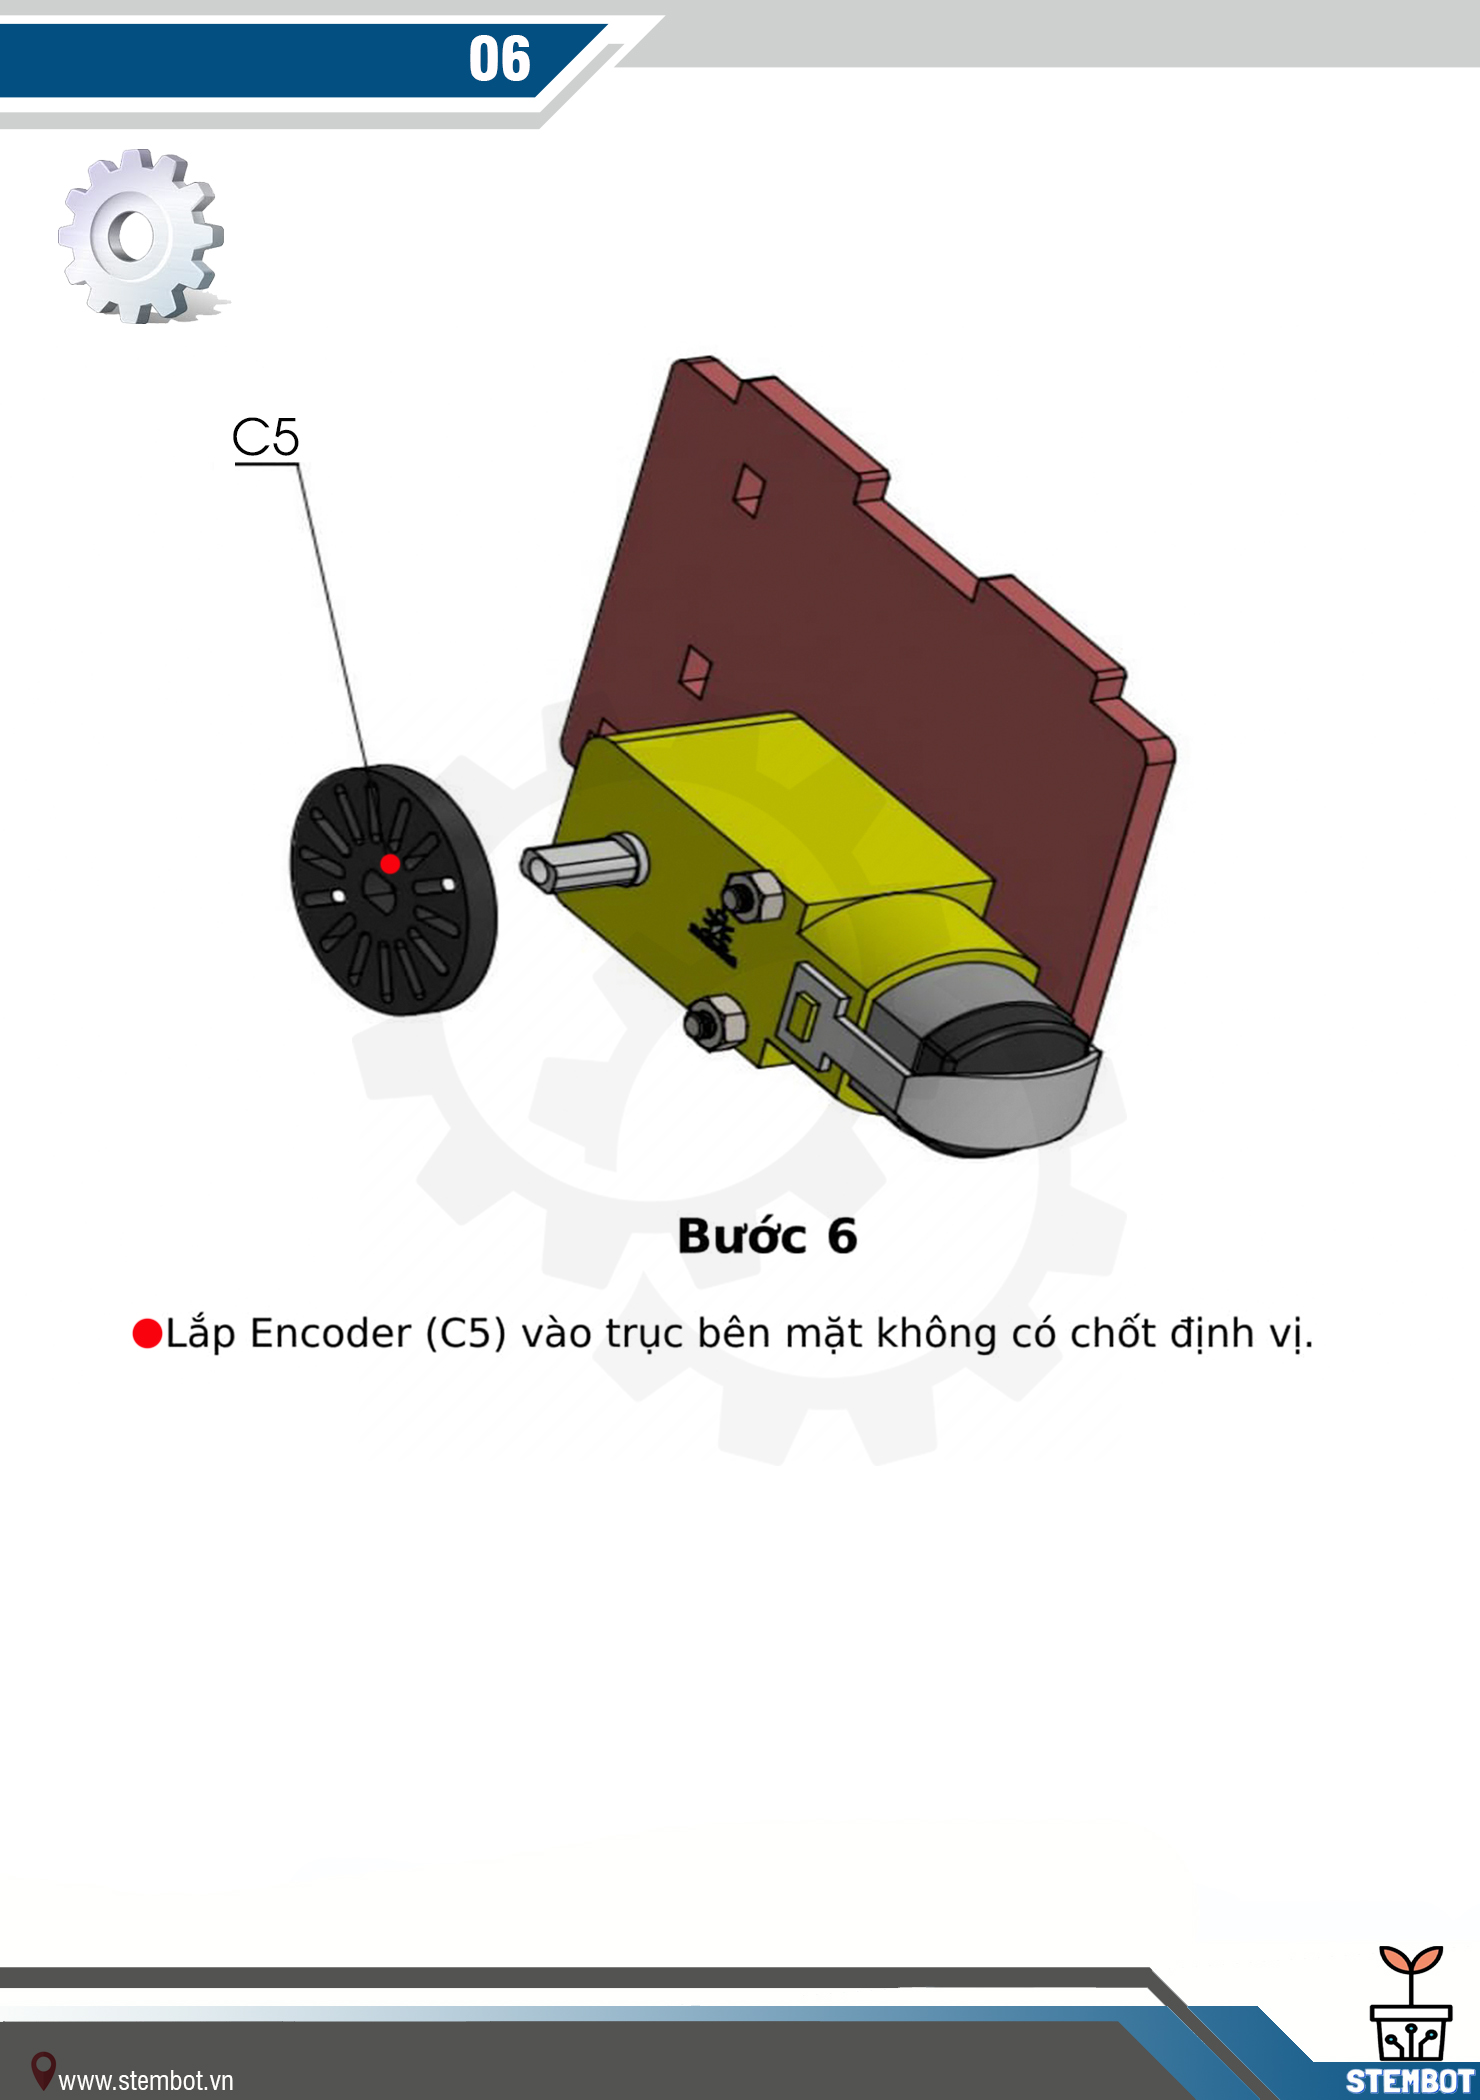 06
C5
Bước 6
Lắp Encoder (C5) vào trục bên mặt không có chốt định vị.
www.stembot.vn
STEMBOT